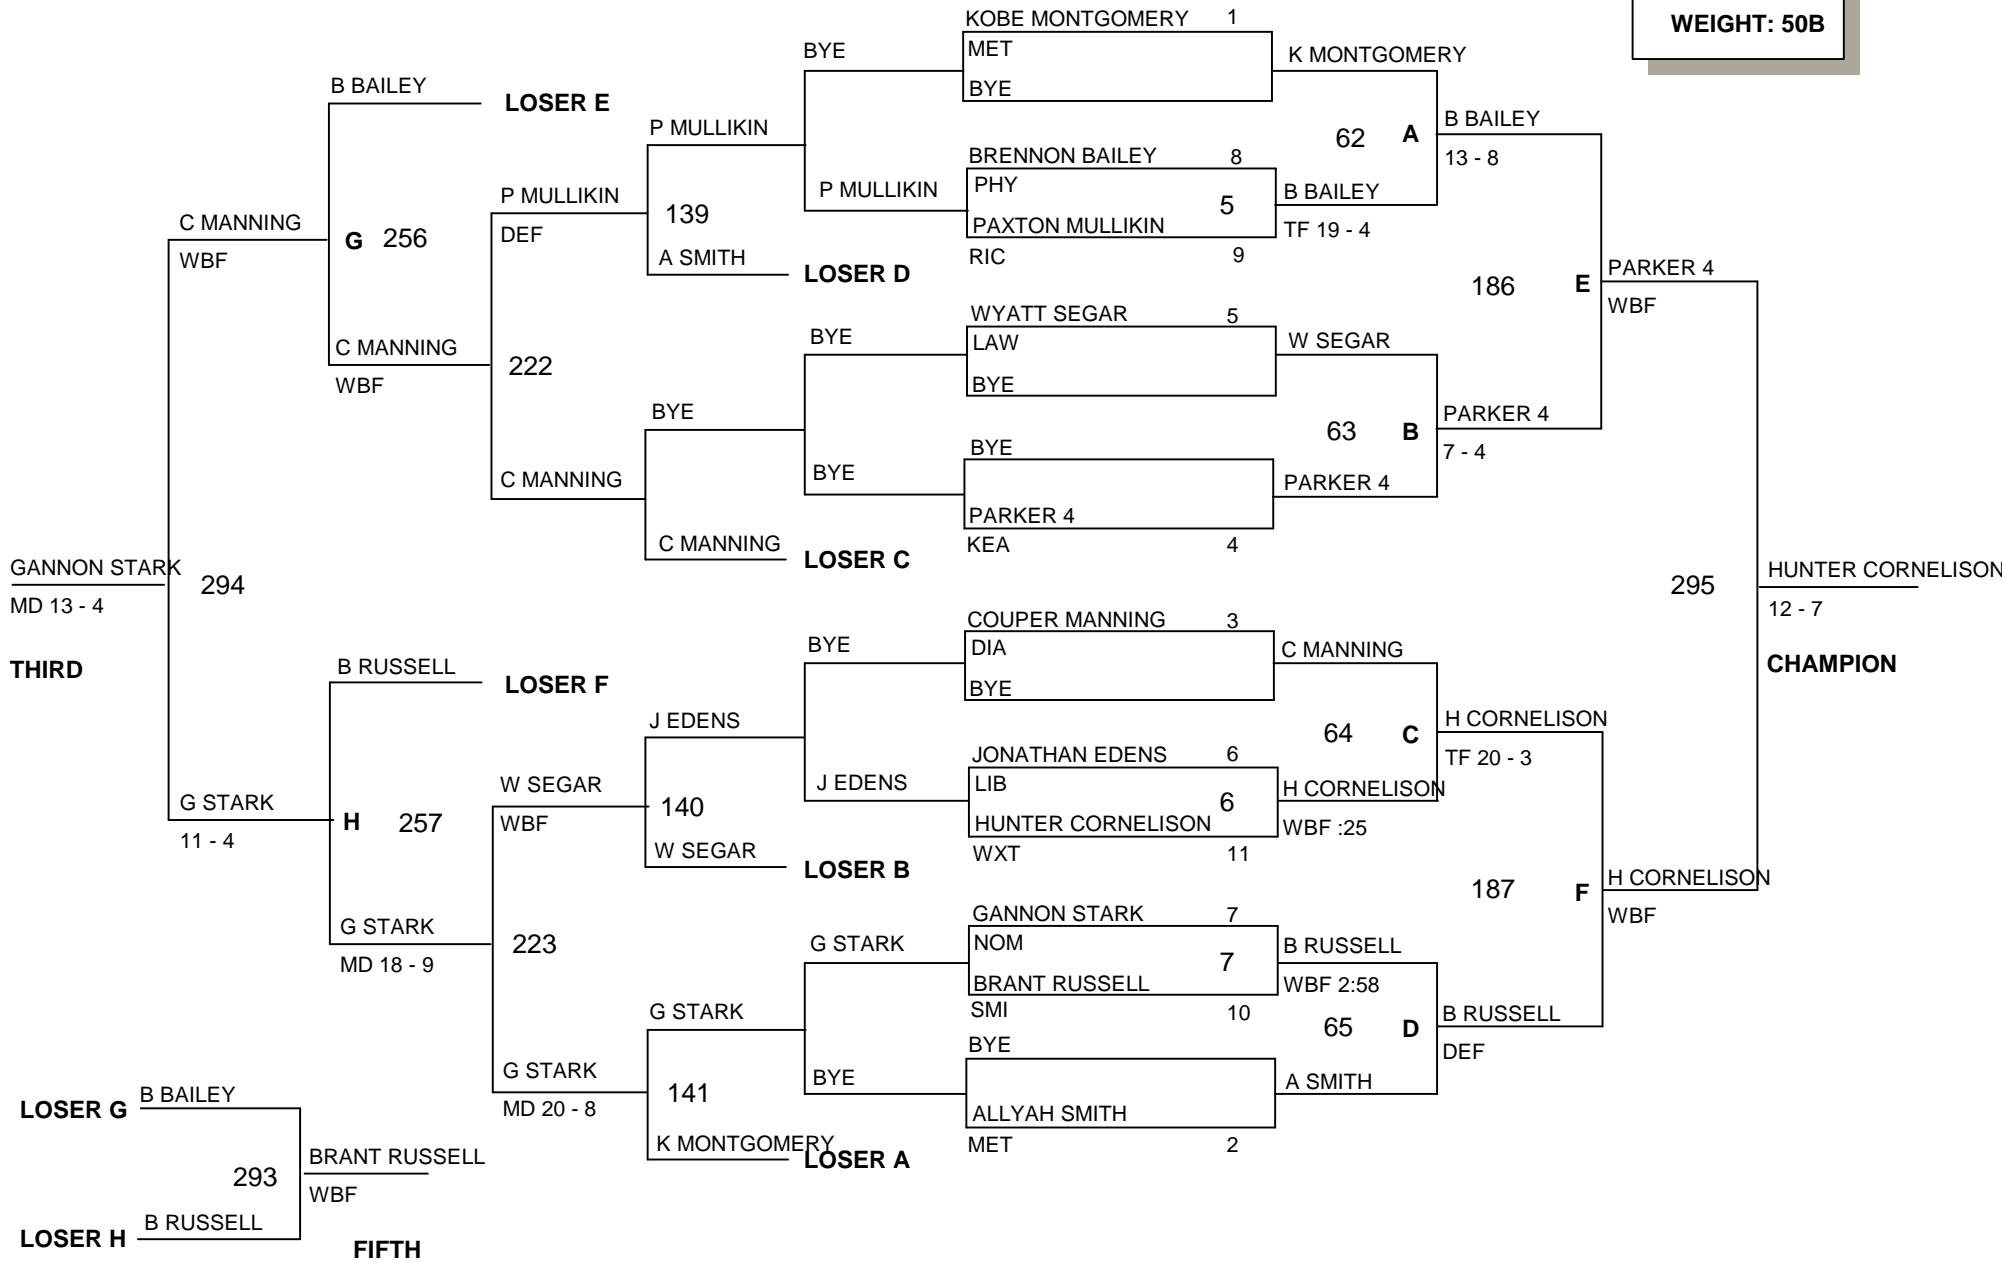 WEIGHT: 50B
KOBE MONTGOMERY 1
MET
BYE
BRENNON BAILEY 8
PHY
5
PAXTON MULLIKIN
RIC 9
WYATT SEGAR 5
LAW
BYE
BYE
PARKER 4
KEA 4
COUPER MANNING 3
DIA
BYE
JONATHAN EDENS 6
LIB
6
HUNTER CORNELISON
WXT 11
GANNON STARK 7
NOM
7
BRANT RUSSELL
SMI 10
BYE
ALLYAH SMITH
MET 2
K MONTGOMERY
62 A
B BAILEY
TF 19 - 4
W SEGAR
63 B
PARKER 4
C MANNING
64 C
H CORNELISON
WBF :25
B RUSSELL
WBF 2:58
65 D
A SMITH
B BAILEY
13 - 8
186 E
PARKER 4
7 - 4
H CORNELISON
TF 20 - 3
187 F
B RUSSELL
DEF
PARKER 4
WBF
295
H CORNELISON
WBF
HUNTER CORNELISON
12 - 7
CHAMPION
BYE
P MULLIKIN
BYE
BYE
BYE
J EDENS
G STARK
BYE
P MULLIKIN
139
A SMITH
LOSER D
BYE
C MANNING
LOSER C
J EDENS
140
W SEGAR
LOSER B
G STARK
141
K MONTGOMERY
LOSER A
P MULLIKIN
DEF
222
C MANNING
W SEGAR
WBF
223
G STARK
MD 20 - 8
B BAILEY
LOSER E
G 256
C MANNING
WBF
B RUSSELL
LOSER F
H 257
G STARK
MD 18 - 9
C MANNING
WBF
294
G STARK
11 - 4
GANNON STARK
MD 13 - 4
THIRD
LOSER G B BAILEY
293
LOSER H B RUSSELL
BRANT RUSSELL
WBF
FIFTH